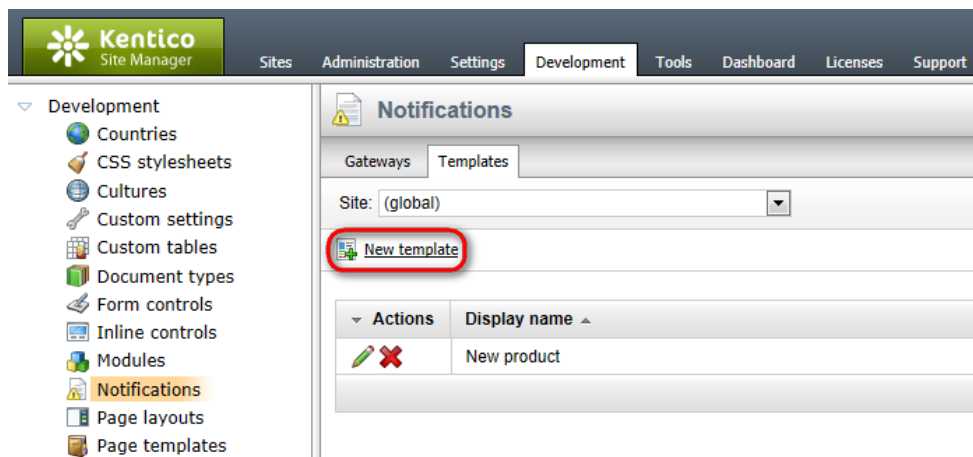 Kentico
Site Manager
Sites Administration Settings Development Tools Dashboard Licenses Support
Development
Countries
CSS stylesheets
Cultures
Custom settings
Custom tables
Document types
Form controls
Inline controls
Modules
Notifications
Page layouts
Page templates
Notifications
Gateways Templates
Site: (global)
New template
Actions Display name
New product